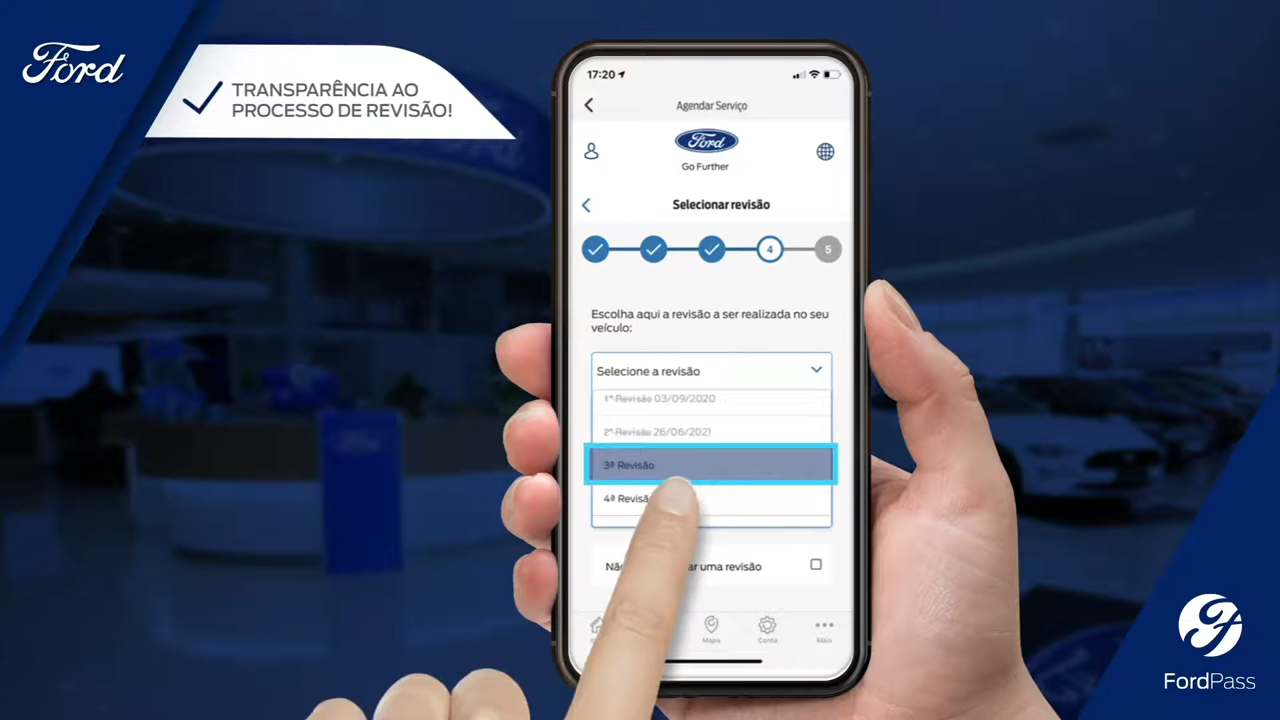 Ford
TRANSPARÊNCIA AO
PROCESSO DE REVISÃO!
17:20
Agendar Serviço
Ford
Go Further
Selecionar revisão
4
5
Escolha aqui a revisão a ser realizada no seu
veículo:
Selecione a revisão
1ª Revisão 03/09/2020
2ª Revisão 26/06/2021
3ª Revisão
4ª Revisã
uma revisão
Mapa
Conta
Mais
FordPass